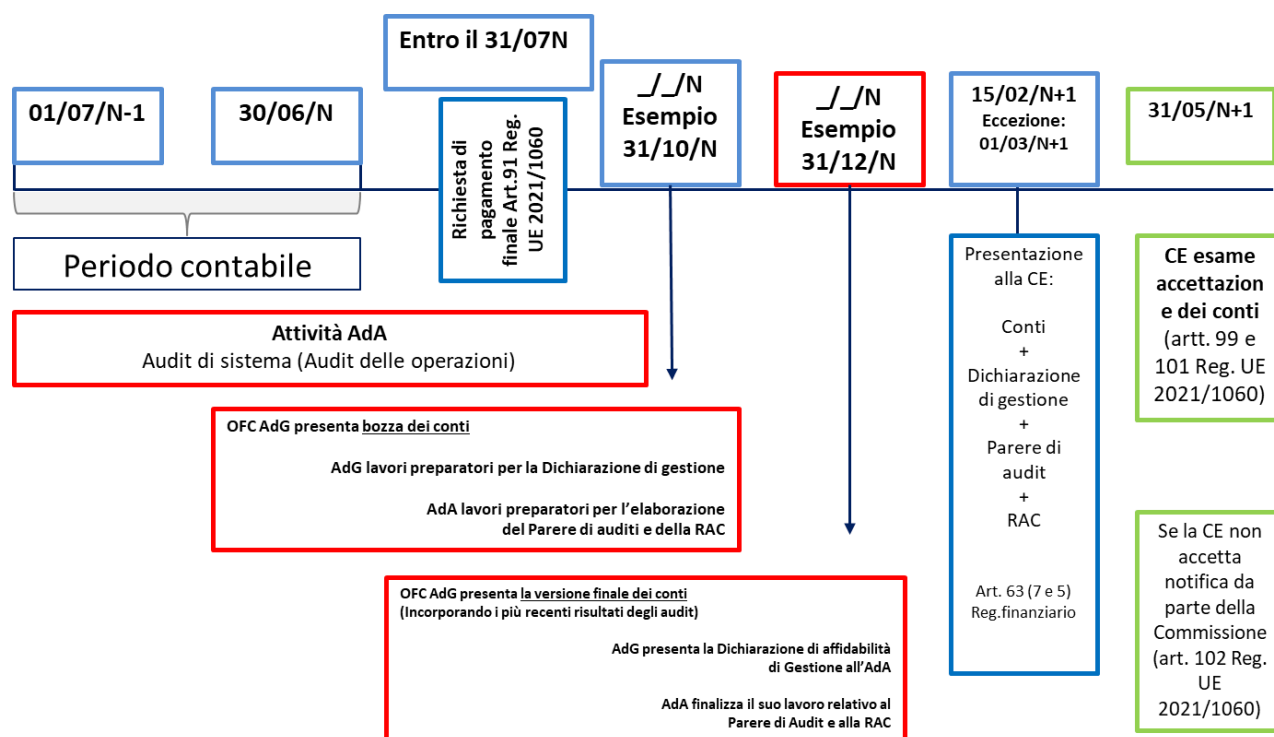 01/07/N-1
30/06/N
Entro il 31/07N
_/_/N
Esempio
31/10/N
_/_/N
Esempio
31/12/N
15/02/N+1
Eccezione:
01/03/N+1
31/05/N+1
Richiesta di
pagamento
finale Art.91 Reg.
UE 2021/1060
Periodo contabile
Attività AdA
Audit di sistema (Audit delle operazioni)
OFC AdG presenta bozza dei conti
AdG lavori preparatori per la Dichiarazione di gestione
AdA lavori preparatori per l'elaborazione
del Parere di auditi e della RAC
OFC AdG presenta la versione finale dei conti
(Incorporando i più recenti risultati degli audit)
AdG presenta la Dichiarazione di affidabilità
di Gestione all'AdA
AdA finalizza il suo lavoro relativo al
Parere di Audit e alla RAC
Presentazione
alla CE:
Conti
+
Dichiarazione
di gestione
+
Parere di
audit
+
RAC
Art. 63 (7 e 5)
Reg.finanziario
CE esame
accettazion
e dei conti
(artt. 99 e
101 Reg. UE
2021/1060)
Se la CE non
accetta
notifica da
parte della
Commissione
(art. 102 Reg.
UE
2021/1060)